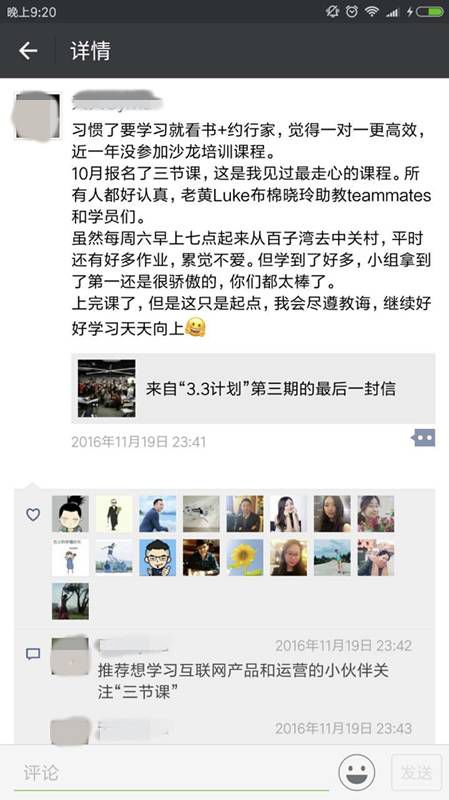 晚上9:20
详情
习惯了要学习就看书+约行家，觉得一对一更高效，
近一年没参加沙龙培训课程。
10月报名了三节课，这是我见过最走心的课程。所
有人都好认真，老黄Luke布棉晓玲助教teammates
和学员们。
虽然每周六早上七点起来从百子湾去中关村，平时
还有好多作业，累觉不爱。但学到了好多，小组拿到
了第一还是很骄傲的，你们都太棒了。
上完课了，但是这只是起点，我会尽遵教诲，继续好
好学习天天向上🤗
来自“3.3计划”第三期的最后一封信
2016年11月19日 23:41
2016年11月19日 23:42
推荐想学习互联网产品和运营的小伙伴关
注“三节课”
2016年11月19日 23:43
评论
发送